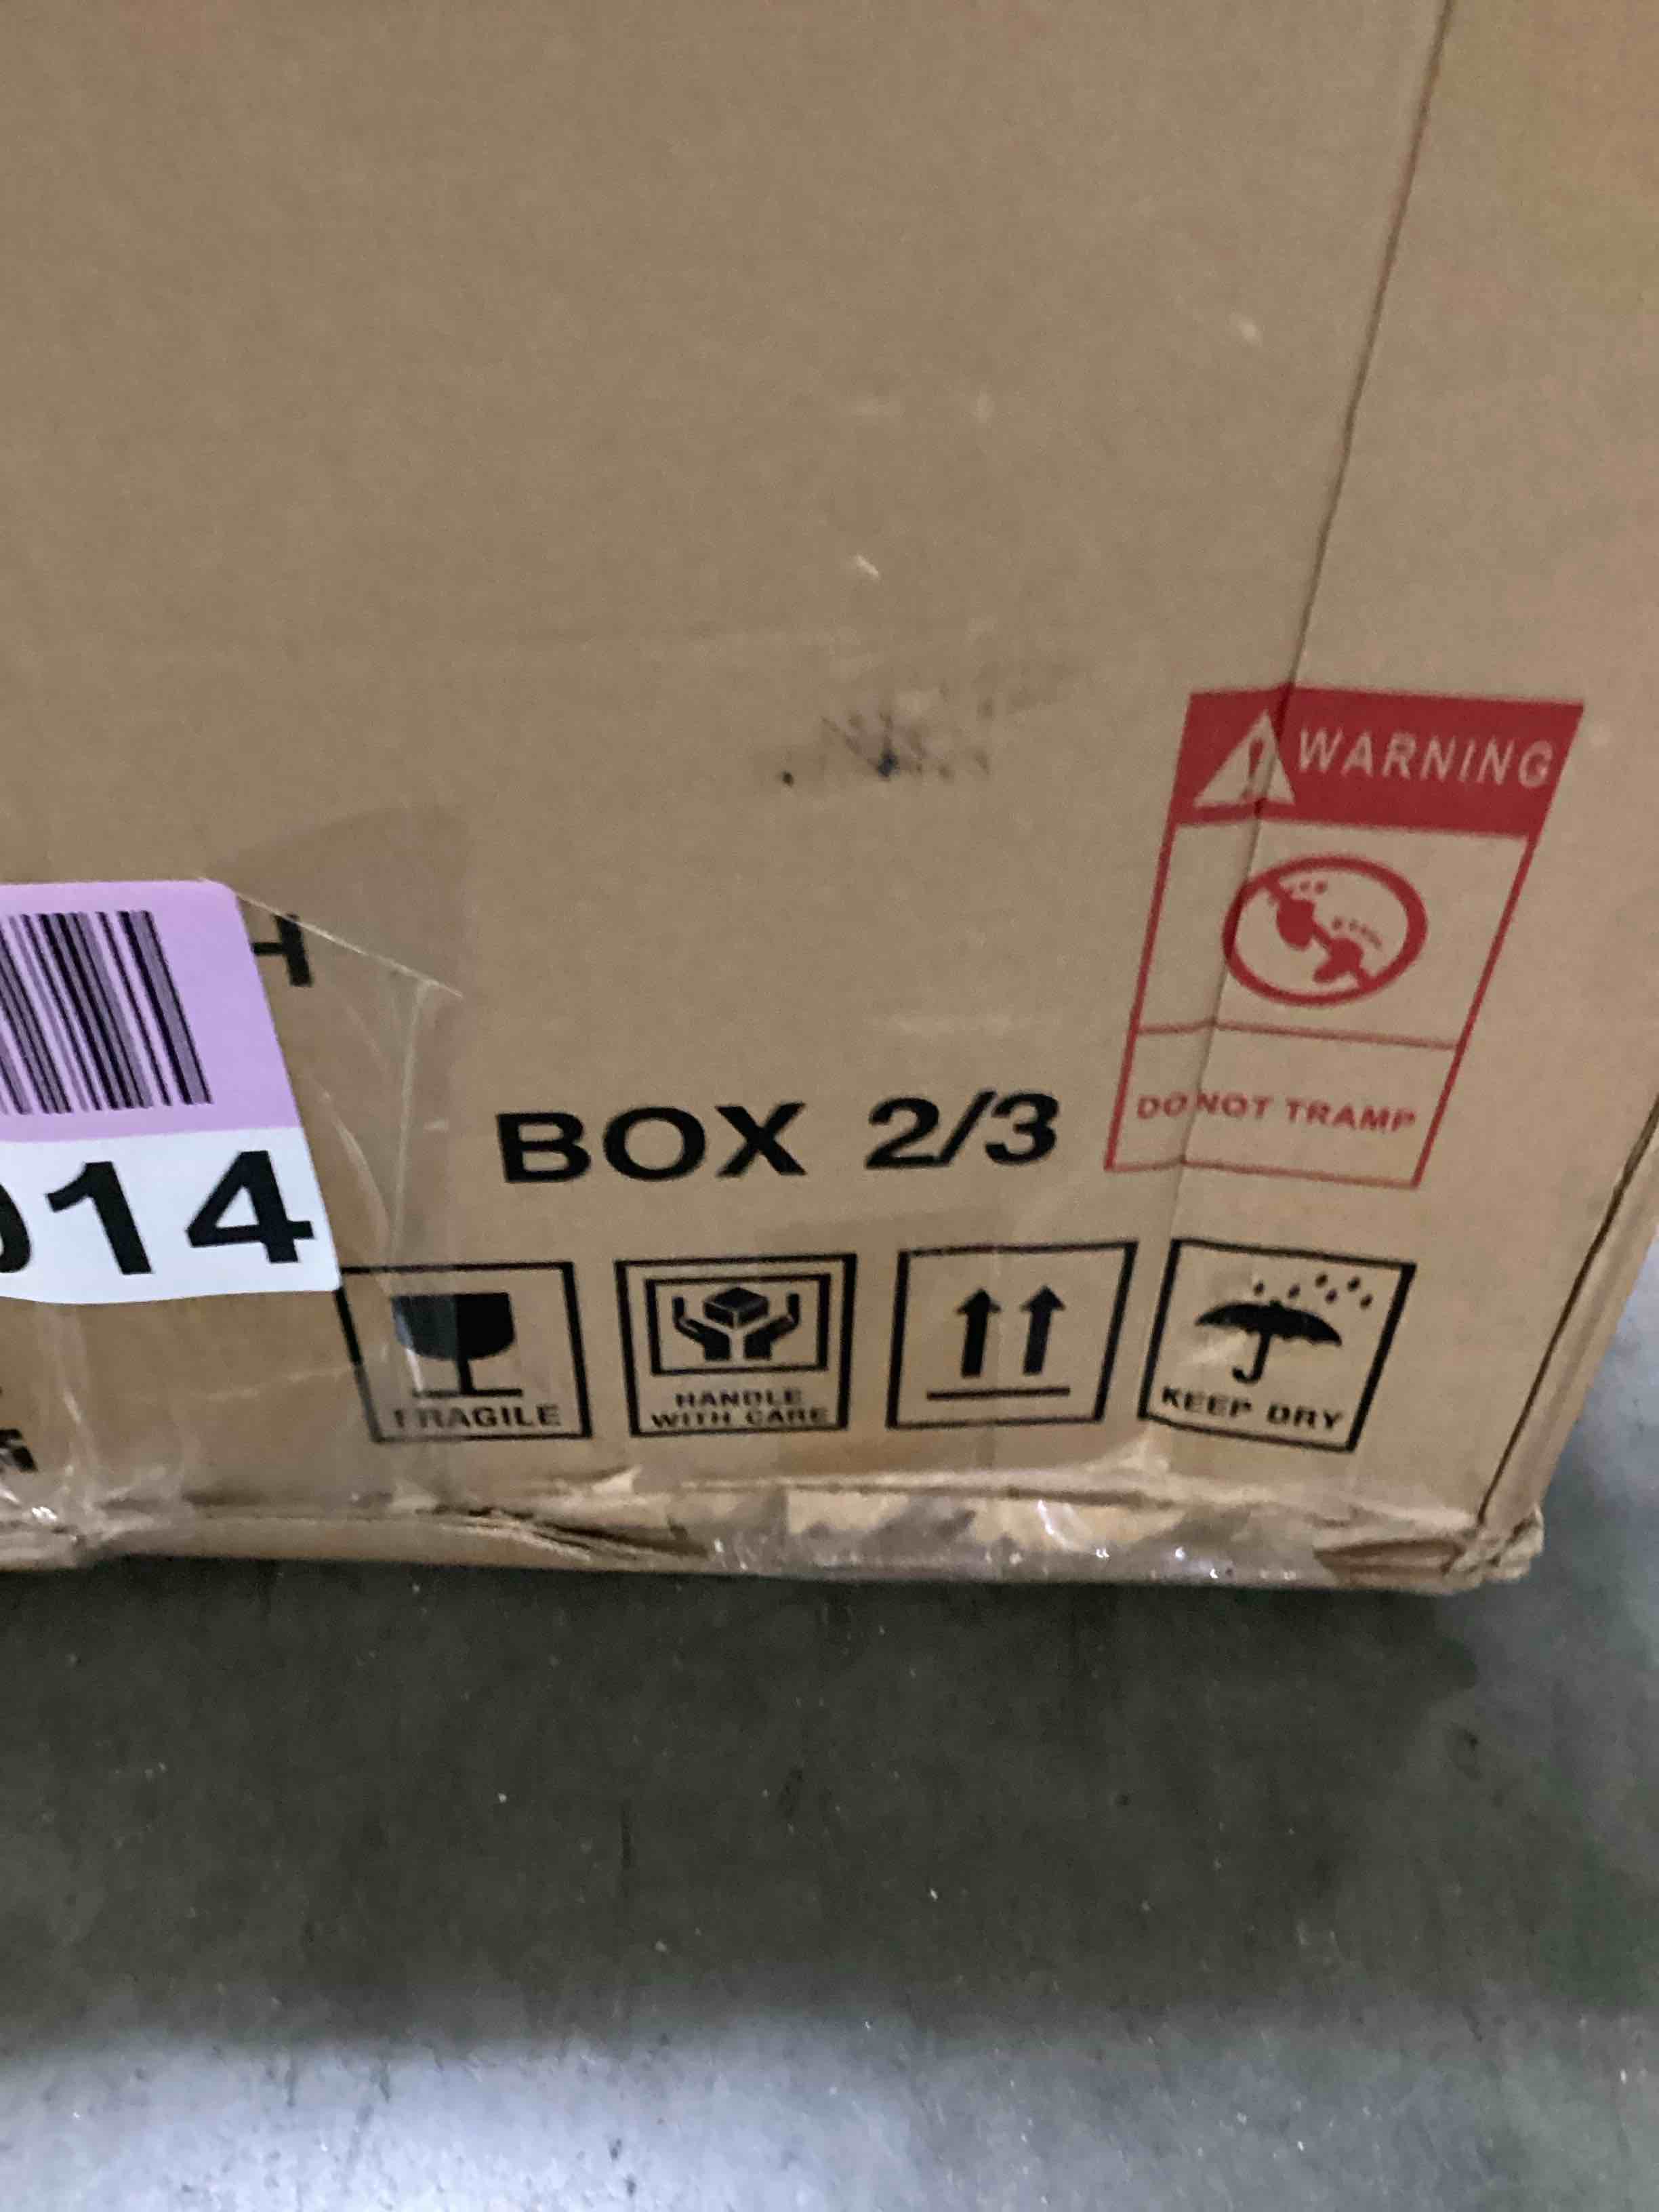 WARNING
H
DO NOT TRAMP
BOX 2/3
014
FRAGILE
HANDLE
WITH CARE
KEEP DRY